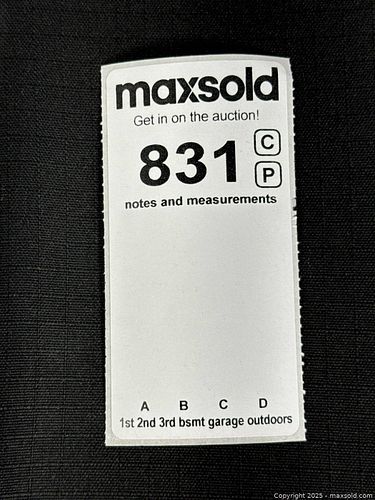 maxsold
Get in on the auction!
831 C
P
notes and measurements
A B C D
1st 2nd 3rd bsmt garage outdoors
Copyright 2025 - maxsold.com